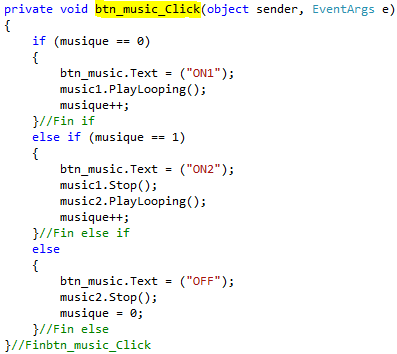 private void btn_music_Click(object sender, EventArgs e)
{
    if (musique == 0)
    {
        btn_music.Text = ("ON1");
        music1.PlayLooping();
        musique++;
    }//Fin if
    else if (musique == 1)
    {
        btn_music.Text = ("ON2");
        music1.Stop();
        music2.PlayLooping();
        musique++;
    }//Fin else if
    else
    {
        btn_music.Text = ("OFF");
        music2.Stop();
        musique = 0;
    }//Fin else
}//Finbtn_music_Click